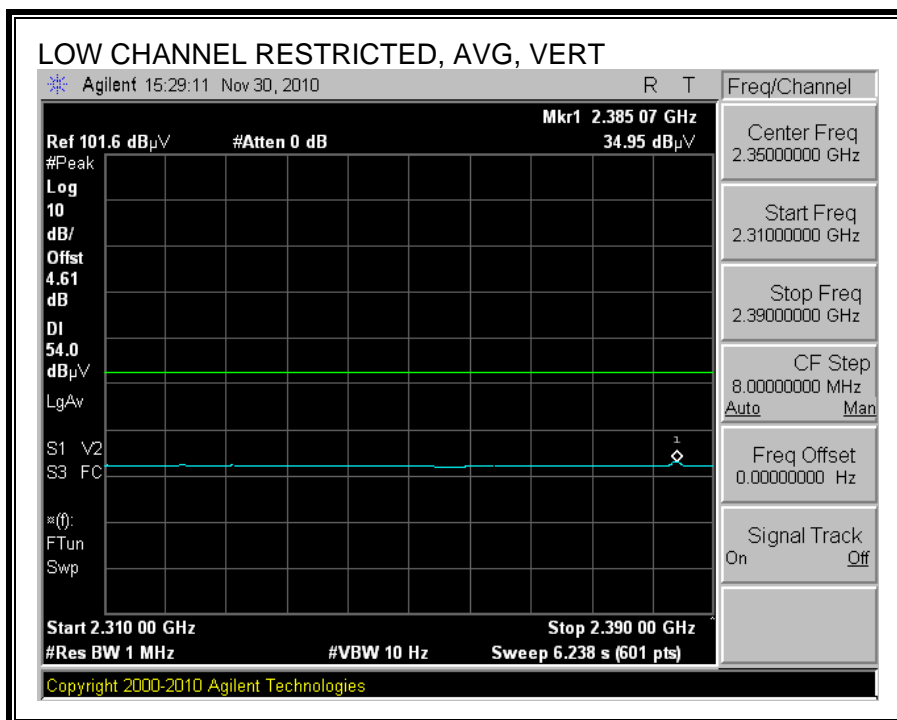 LOW CHANNEL RESTRICTED, AVG, VERT
Agilent 15:29:11 Nov 30, 2010 R T
Freq/Channel
Mkr1 2.385 07 GHz
Ref 101.6 dBµV #Atten 0 dB 34.95 dBµV
#Peak
Log
10
dB/
Offst
4.61
dB
DI
54.0
dBµV
LgAv
S1 V2
S3 FC
¤(f):
FTun
Swp
1
Start 2.310 00 GHz Stop 2.390 00 GHz
#Res BW 1 MHz #VBW 10 Hz Sweep 6.238 s (601 pts)
Copyright 2000-2010 Agilent Technologies
Center Freq
2.35000000 GHz
Start Freq
2.31000000 GHz
Stop Freq
2.39000000 GHz
CF Step
8.00000000 MHz
Auto Man
Freq Offset
0.00000000 Hz
Signal Track
On Off